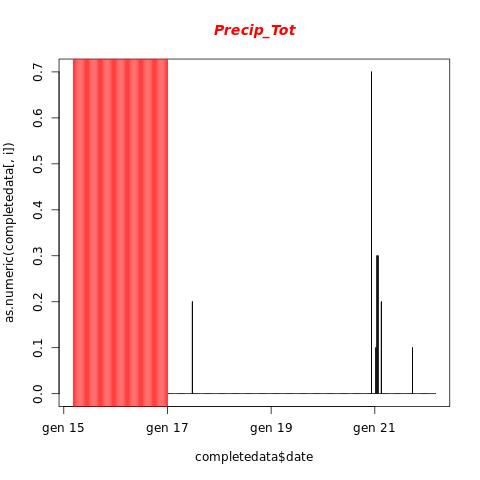 Precip_Tot
as.numeric(completedata[, i])
0.7
0.6
0.5
0.4
0.3
0.2
0.1
0.0
gen 15 gen 17 gen 19 gen 21
completedata$date